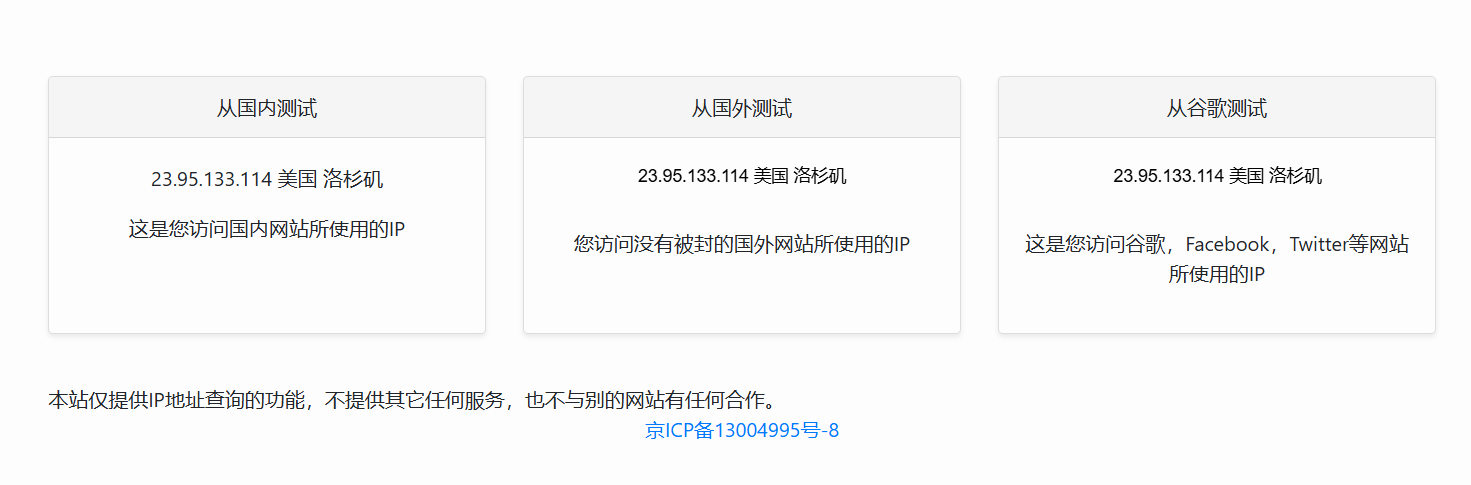 从国内测试
23.95.133.114 美国 洛杉矶
这是您访问国内网站所使用的IP
从国外测试
23.95.133.114 美国 洛杉矶
您访问没有被封的国外网站所使用的IP
从谷歌测试
23.95.133.114 美国 洛杉矶
这是您访问谷歌，Facebook，Twitter等网站
所使用的IP
本站仅提供IP地址查询的功能，不提供其它任何服务，也不与别的网站有任何合作。
京ICP备13004995号-8